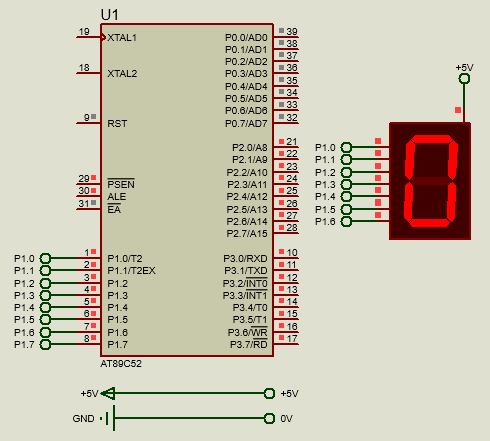 U1
19 XTAL1 P0.0/AD0 39
P0.1/AD1 38
P0.2/AD2 37
18 XTAL2 P0.3/AD3 36
P0.4/AD4 35
P0.5/AD5 34
P0.6/AD6 33
9 RST P0.7/AD7 32
+5V
P2.0/A8 21 P1.0
P2.1/A9 22 P1.1
P2.2/A10 23 P1.2
29 PSEN P2.3/A11 24 P1.3
30 ALE P2.4/A12 25 P1.4
31 EA P2.5/A13 26 P1.5
P2.6/A14 27 P1.6
P2.7/A15 28
P1.0 1 P1.0/T2 P3.0/RXD 10
P1.1 2 P1.1/T2EX P3.1/TXD 11
P1.2 3 P1.2 P3.2/INT0 12
P1.3 4 P1.3 P3.3/INT1 13
P1.4 5 P1.4 P3.4/T0 14
P1.5 6 P1.5 P3.5/T1 15
P1.6 7 P1.6 P3.6/WR 16
P1.7 8 P1.7 P3.7/RD 17
AT89C52
+5V +5V
GND 0V